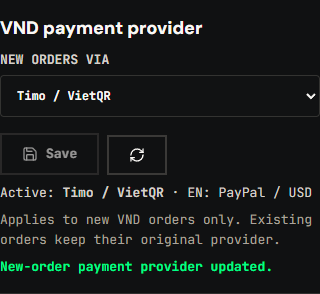 VND payment provider
NEW ORDERS VIA
Timo / VietQR
Save
Active: Timo / VietQR · EN: PayPal / USD
Applies to new VND orders only. Existing
orders keep their original provider.
New-order payment provider updated.